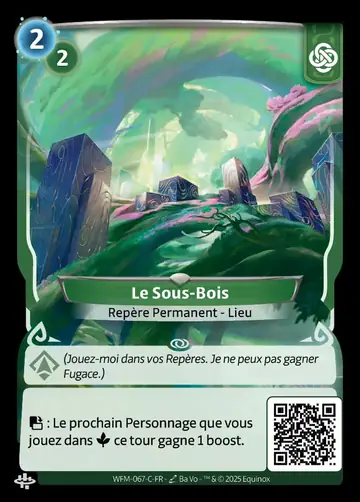 2
2
Le Sous-Bois
Repère Permanent - Lieu
(Jouez-moi dans vos Repères. Je ne peux pas gagner
Fugace.)
: Le prochain Personnage que vous
jouez dans ce tour gagne 1 boost.
WFM-067-C-FR - Ba Vo - ™ & © 2025 Equinox